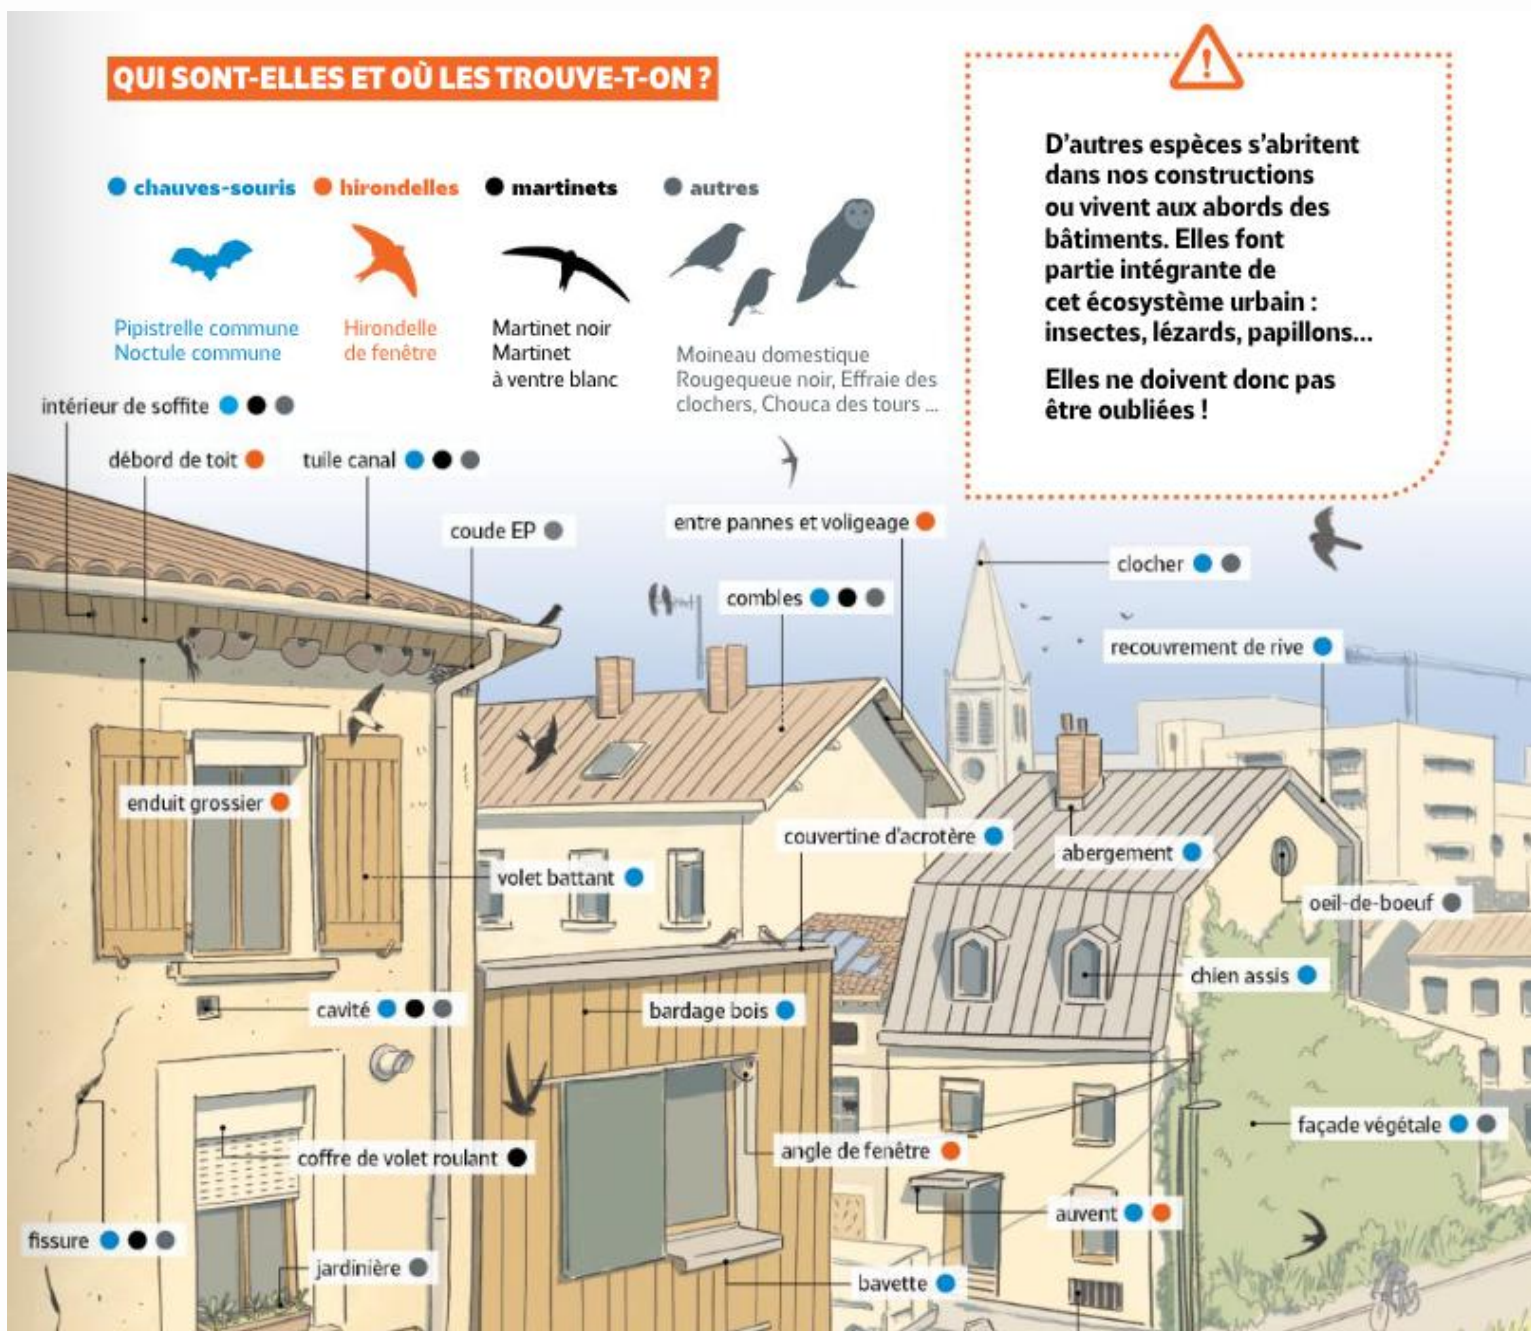 QUI SONT-ELLES ET OÙ LES TROUVE-T-ON ?
chauves-souris
hirondelles
martinets
autres
Pipistrelle commune
Noctule commune
Hirondelle
de fenêtre
Martinet noir
Martinet
à ventre blanc
Moineau domestique
Rougequeue noir, Effraie des
clochers, Chouca des tours ...
!
D'autres espèces s'abritent
dans nos constructions
ou vivent aux abords des
bâtiments. Elles font
partie intégrante de
cet écosystème urbain :
insectes, lézards, papillons...
Elles ne doivent donc pas
être oubliées !
intérieur de soffite
débord de toit
tuile canal
coude EP
entre pannes et voligeage
clocher
combles
recouvrement de rive
enduit grossier
couvertine d'acrotère
abergement
volet battant
oeil-de-boeuf
chien assis
cavité
bardage bois
façade végétale
angle de fenêtre
coffre de volet roulant
auvent
fissure
jardinière
bavette